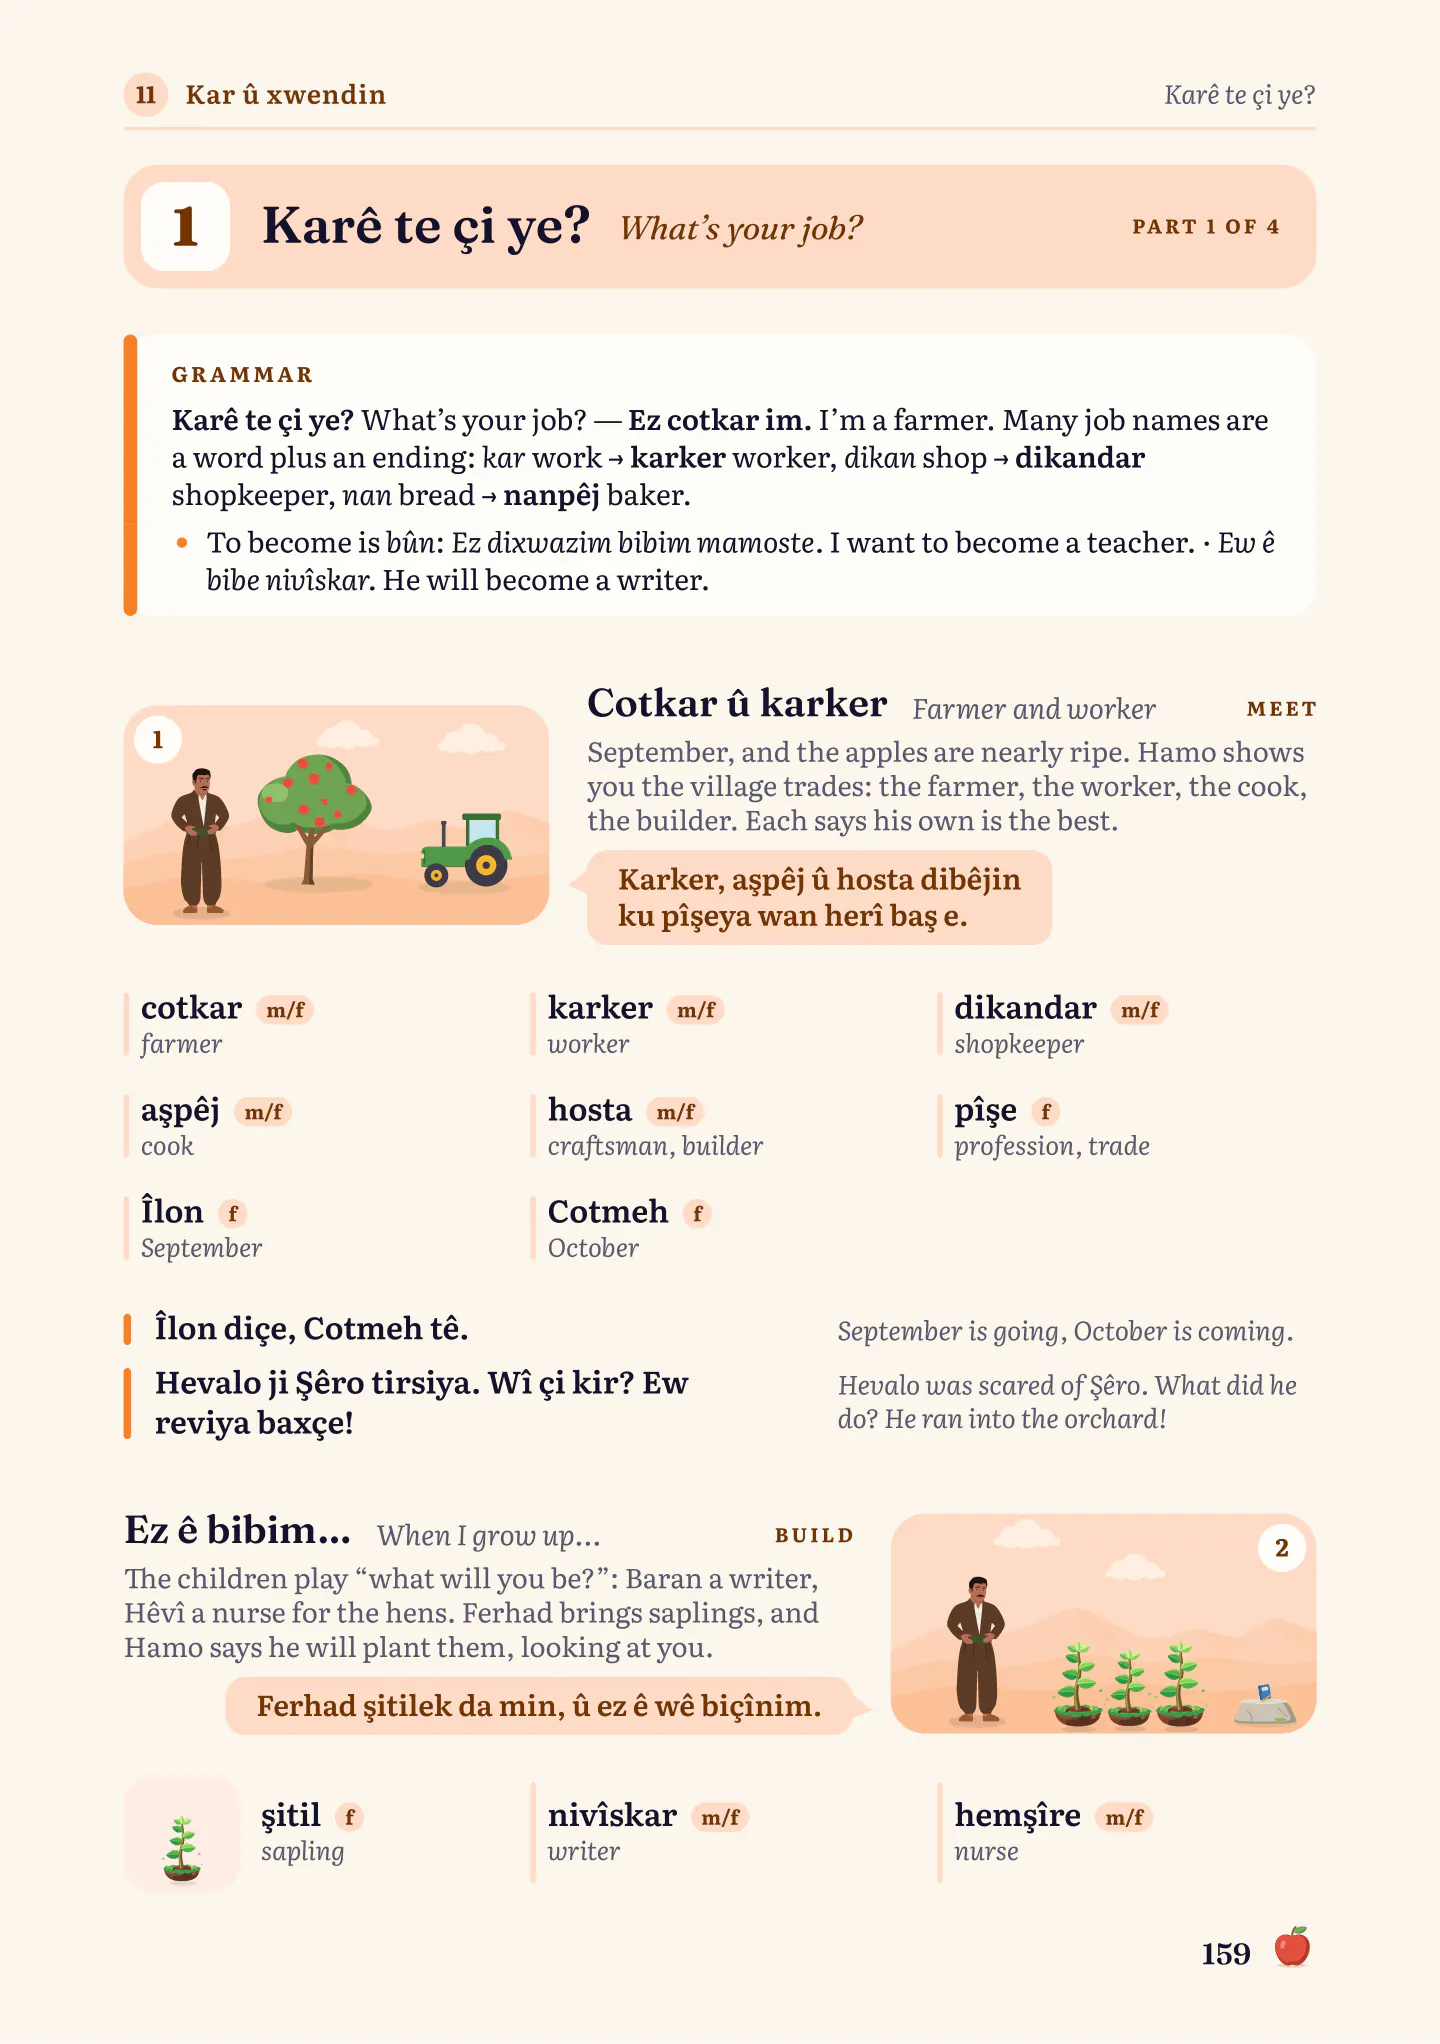 11 Kar û xwendin
Karê te çi ye?
1 Karê te çi ye? What's your job? PART 1 OF 4
GRAMMAR
Karê te çi ye? What's your job? — Ez cotkar im. I'm a farmer. Many job names are
a word plus an ending: kar work → karker worker, dikan shop → dikandar
shopkeeper, nan bread → nanpêj baker.
• To become is bûn: Ez dixwazim bibim mamoste. I want to become a teacher. · Ew ê
bibe nivîskar. He will become a writer.
1
Cotkar û karker Farmer and worker MEET
September, and the apples are nearly ripe. Hamo shows
you the village trades: the farmer, the worker, the cook,
the builder. Each says his own is the best.
Karker, aşpêj û hosta dibêjin
ku pîşeya wan herî baş e.
cotkar m/f
farmer
karker m/f
worker
dikandar m/f
shopkeeper
aşpêj m/f
cook
hosta m/f
craftsman, builder
pîşe f
profession, trade
Îlon f
September
Cotmeh f
October
Îlon diçe, Cotmeh tê.
September is going, October is coming.
Hevalo ji Şêro tirsiya. Wî çi kir? Ew
reviya baxçe!
Hevalo was scared of Şêro. What did he
do? He ran into the orchard!
Ez ê bibim… When I grow up… BUILD
The children play “what will you be?”: Baran a writer,
Hêvî a nurse for the hens. Ferhad brings saplings, and
Hamo says he will plant them, looking at you.
Ferhad şitilek da min, û ez ê wê biçînim.
2
şitil f
sapling
nivîskar m/f
writer
hemşîre m/f
nurse
159